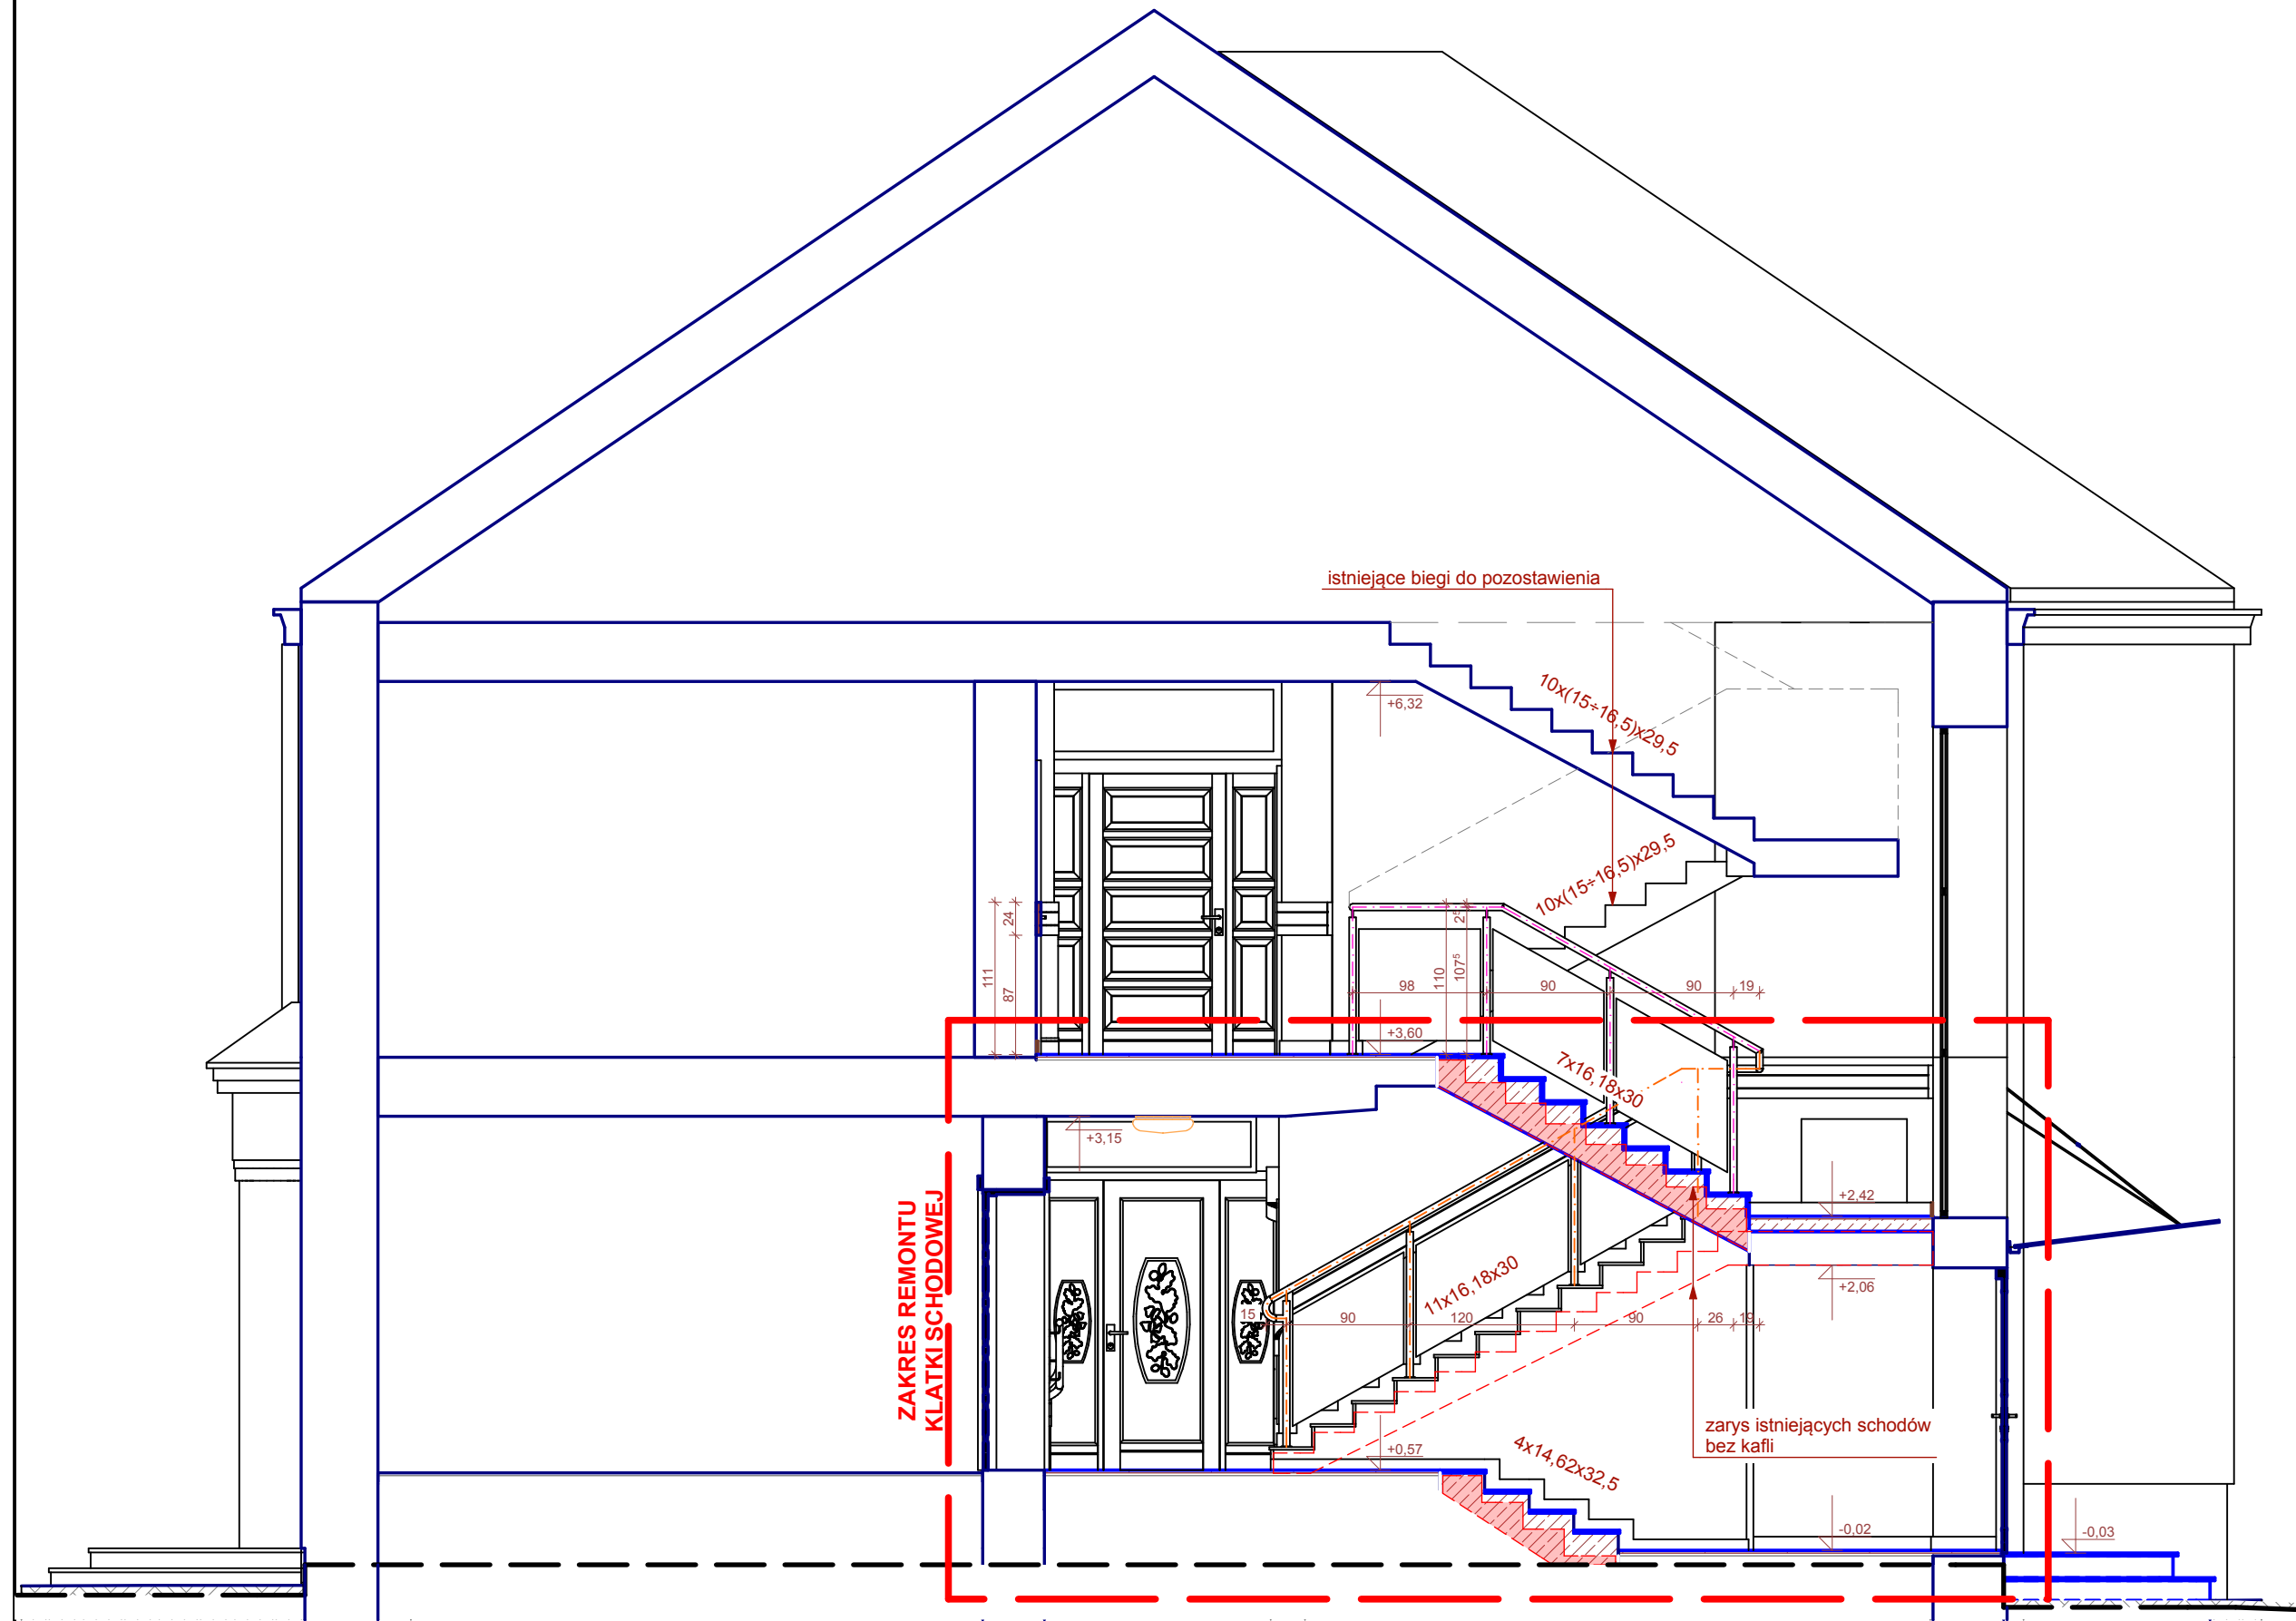 istniejące biegi do pozostawienia
10x(15÷16,5)x29,5
+6,32
10x(15÷16,5)x29,5
111
24
87
110
2⁵
107⁵
98
90
90
19
+3,60
7x16,18x30
+3,15
ZAKRES REMONTU
KLATKI SCHODOWEJ
+2,42
+2,06
11x16,18x30
15
90
120
90
26
19
zarys istniejących schodów
bez kafli
+0,57
4x14,62x32,5
-0,02
-0,03